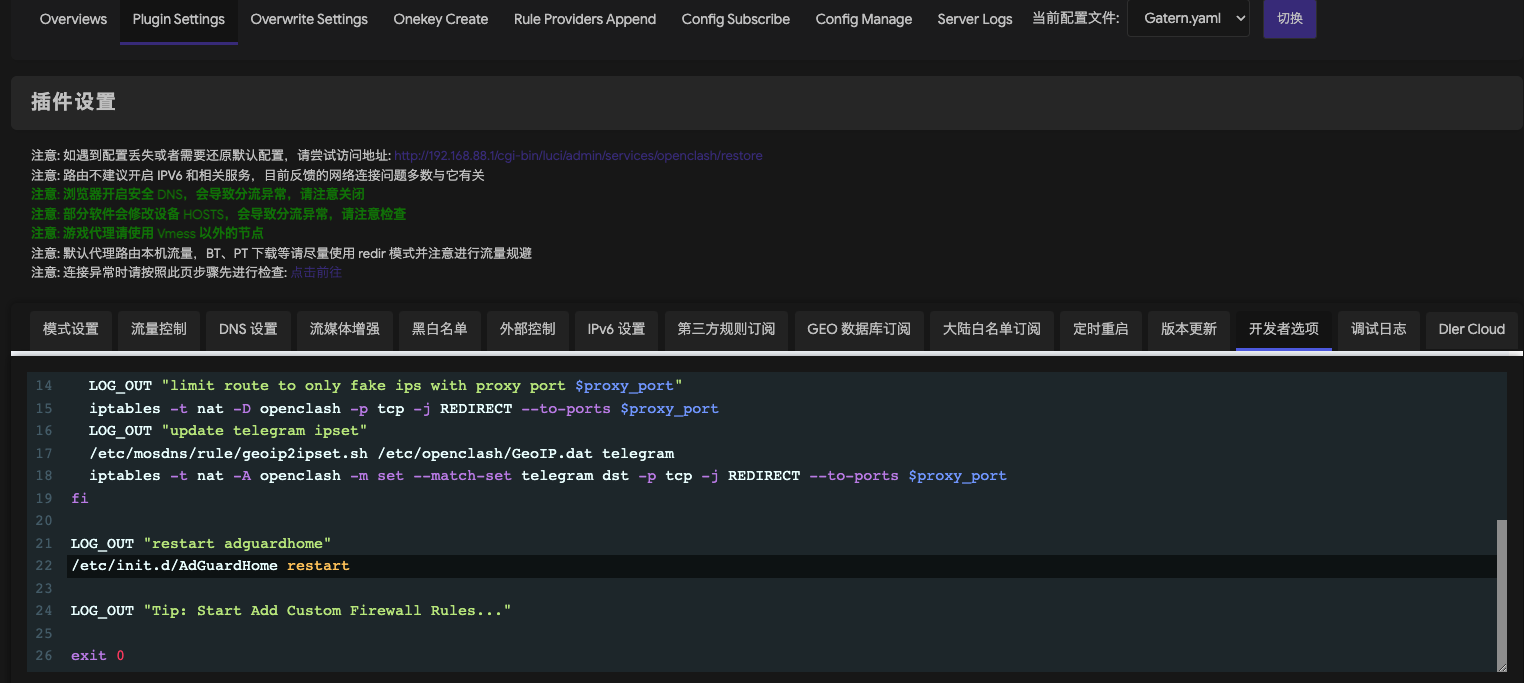 Overviews Plugin Settings Overwrite Settings Onekey Create Rule Providers Append Config Subscribe Config Manage Server Logs 当前配置文件: Gatern.yaml 切换
插件设置
注意: 如遇到配置丢失或者需要还原默认配置，请尝试访问地址: http://192.168.88.1/cgi-bin/luci/admin/services/openclash/restore
注意: 路由不建议开启 IPV6 和相关服务，目前反馈的网络连接问题多数与它有关
注意: 浏览器开启安全 DNS，会导致分流异常，请注意关闭
注意: 部分软件会修改设备 HOSTS，会导致分流异常，请注意检查
注意: 游戏代理请使用 Vmess 以外的节点
注意: 默认代理路由本机流量，BT、PT 下载等请尽量使用 redir 模式并注意进行流量规避
注意: 连接异常时请按照此页步骤先进行检查: 点击前往
模式设置 流量控制 DNS 设置 流媒体增强 黑白名单 外部控制 IPv6 设置 第三方规则订阅 GEO 数据库订阅 大陆白名单订阅 定时重启 版本更新 开发者选项 调试日志 Dler Cloud
14 LOG_OUT "limit route to only fake ips with proxy port $proxy_port"
15 iptables -t nat -D openclash -p tcp -j REDIRECT --to-ports $proxy_port
16 LOG_OUT "update telegram ipset"
17 /etc/mosdns/rule/geoip2ipset.sh /etc/openclash/GeoIP.dat telegram
18 iptables -t nat -A openclash -m set --match-set telegram dst -p tcp -j REDIRECT --to-ports $proxy_port
19 fi
20
21 LOG_OUT "restart adguardhome"
22 /etc/init.d/AdGuardHome restart
23
24 LOG_OUT "Tip: Start Add Custom Firewall Rules..."
25
26 exit 0